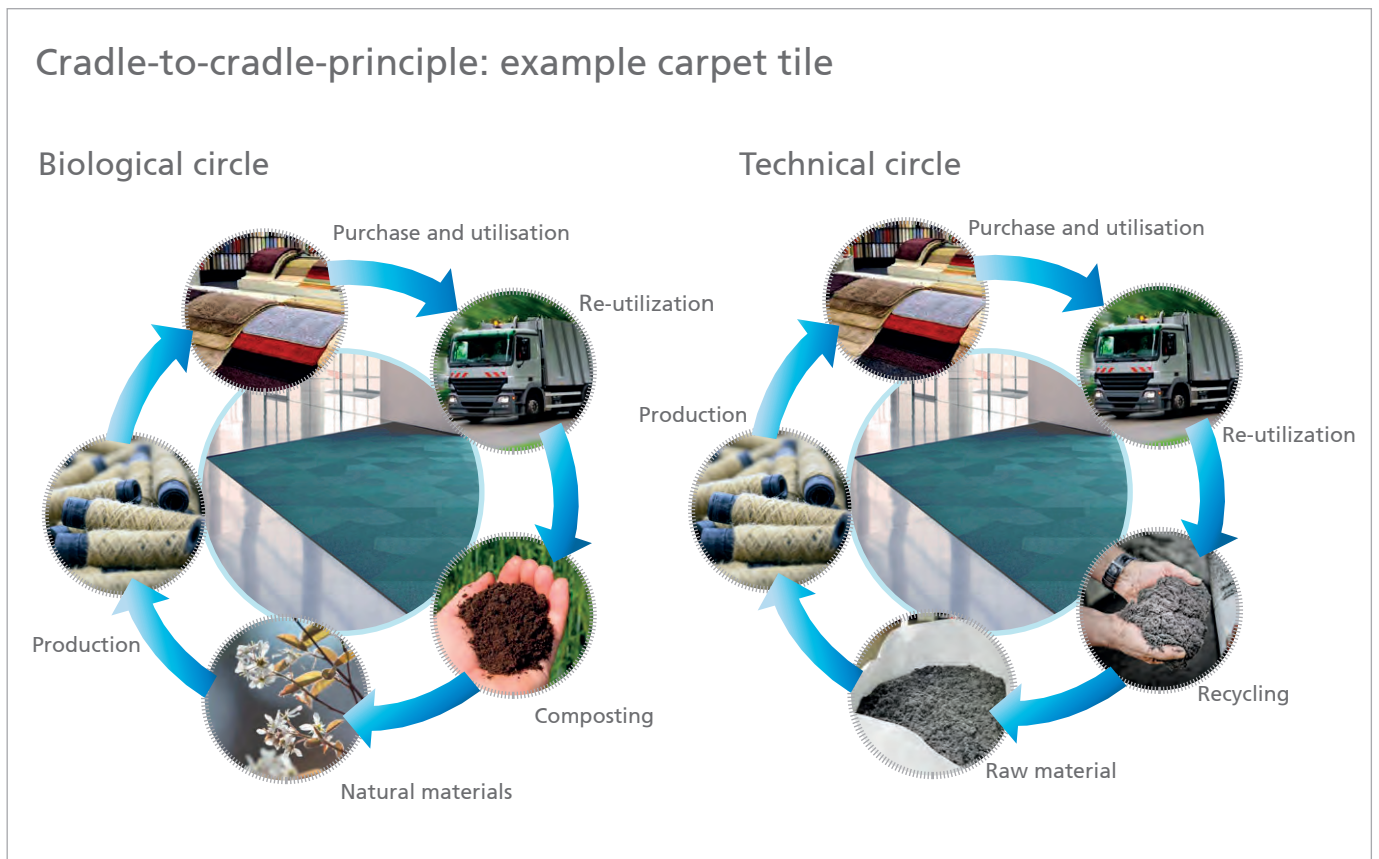 Cradle-to-cradle-principle: example carpet tile
Biological circle
Purchase and utilisation
Re-utilization
Composting
Natural materials
Production
Technical circle
Purchase and utilisation
Re-utilization
Recycling
Raw material
Production